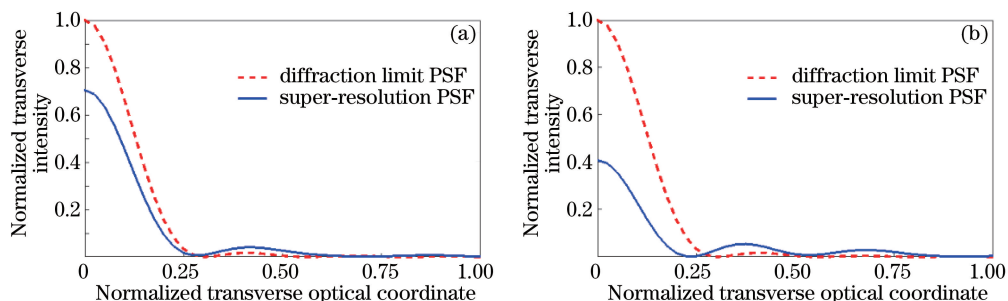 Normalized transverse
intensity
1.0
0.8
0.6
0.4
0.2
(a)
diffraction limit PSF
super-resolution PSF
0
0.25
0.50
0.75
1.00
Normalized transverse optical coordinate
Normalized transverse
intensity
1.0
0.8
0.6
0.4
0.2
(b)
diffraction limit PSF
super-resolution PSF
0
0.25
0.50
0.75
1.00
Normalized transverse optical coordinate